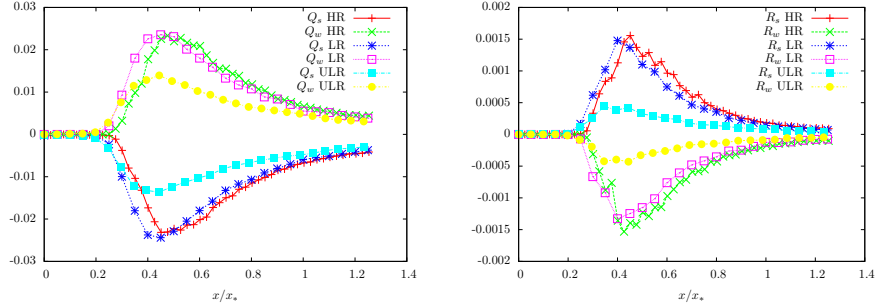 0.03
0.02
0.01
0
-0.01
-0.02
-0.03
0 0.2 0.4 0.6 0.8 1 1.2 1.4
x/x*
Qs HR
Qw HR
Qs LR
Qw LR
Qs ULR
Qw ULR
0.002
0.0015
0.001
0.0005
0
-0.0005
-0.001
-0.0015
-0.002
0 0.2 0.4 0.6 0.8 1 1.2 1.4
x/x*
Rs HR
Rw HR
Rs LR
Rw LR
Rs ULR
Rw ULR